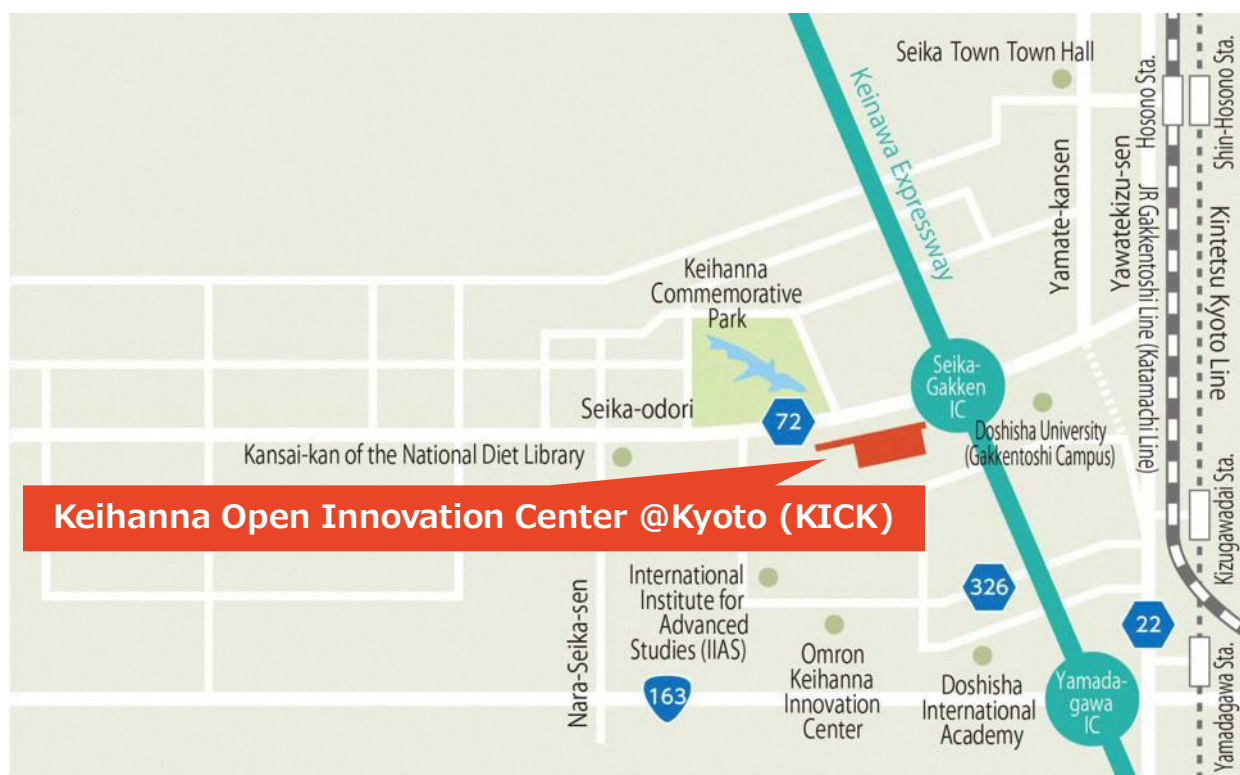 Seika Town Town Hall
Hosono Sta.
Shin-Hosono Sta.
Keinawa Expressway
Yamate-kansen
Yawatekizu-sen
JR Gakkentoshi Line (Katamachi Line)
Kintetsu Kyoto Line
Keihanna
Commemorative
Park
Seika-
Gakken
IC
Seika-odori
72
Doshisha University
(Gakkentoshi Campus)
Kansai-kan of the National Diet Library
Keihanna Open Innovation Center @Kyoto (KICK)
Kizugawadai Sta.
International
Institute for
Advanced
Studies (IIAS)
326
22
Nara-Seika-sen
163
Omron
Keihanna
Innovation
Center
Doshisha
International
Academy
Yamada-
gawa
IC
Yamadagawa Sta.